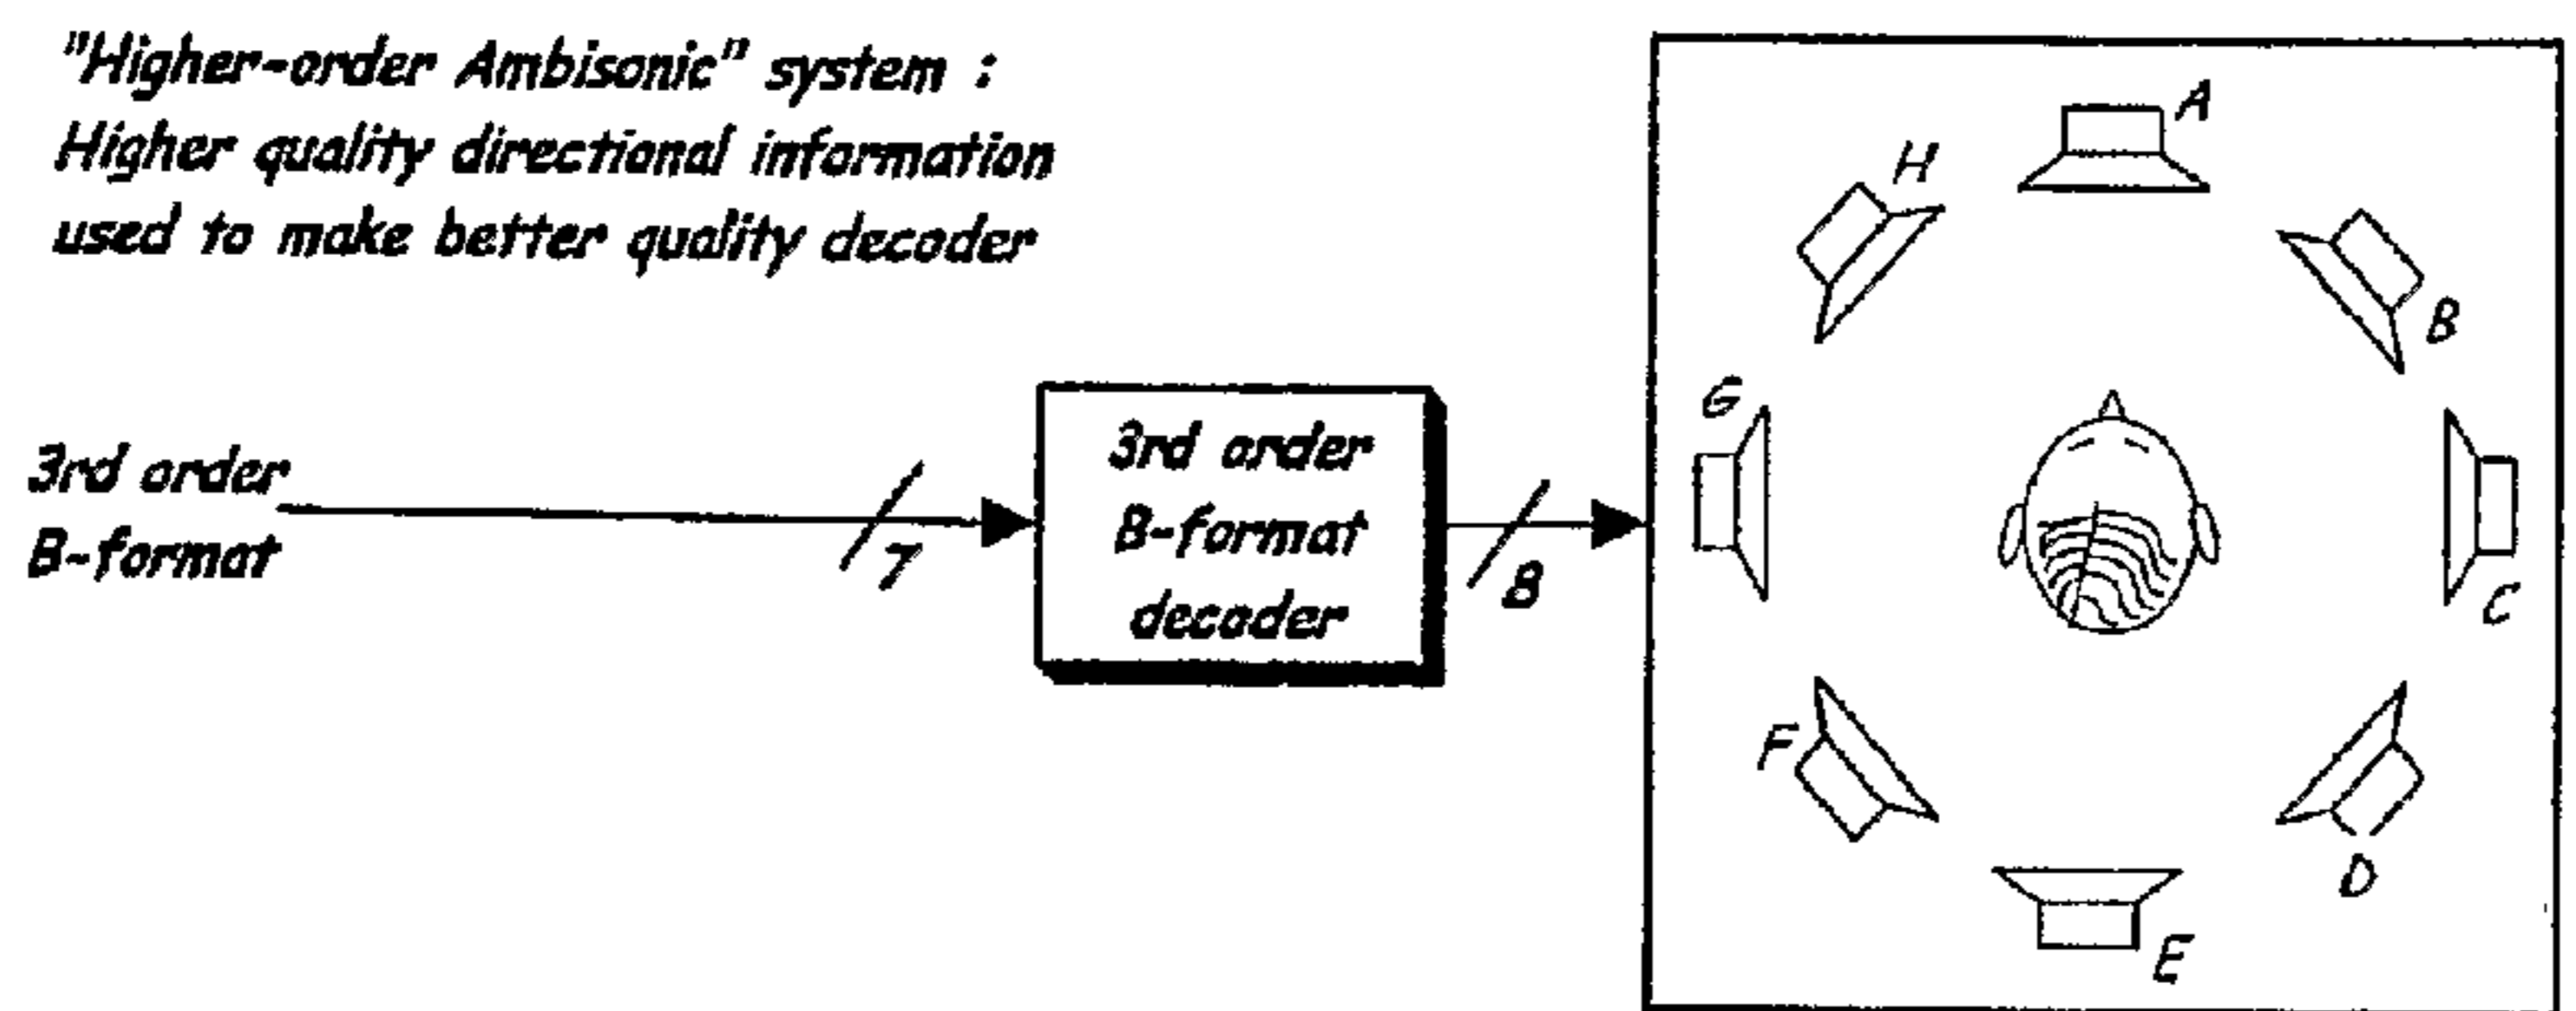 "Higher-order Ambisonic" system :
Higher quality directional information
used to make better quality decoder
3rd order
B-format
7
3rd order
B-format
decoder
8
A
H
B
G
C
F
D
E